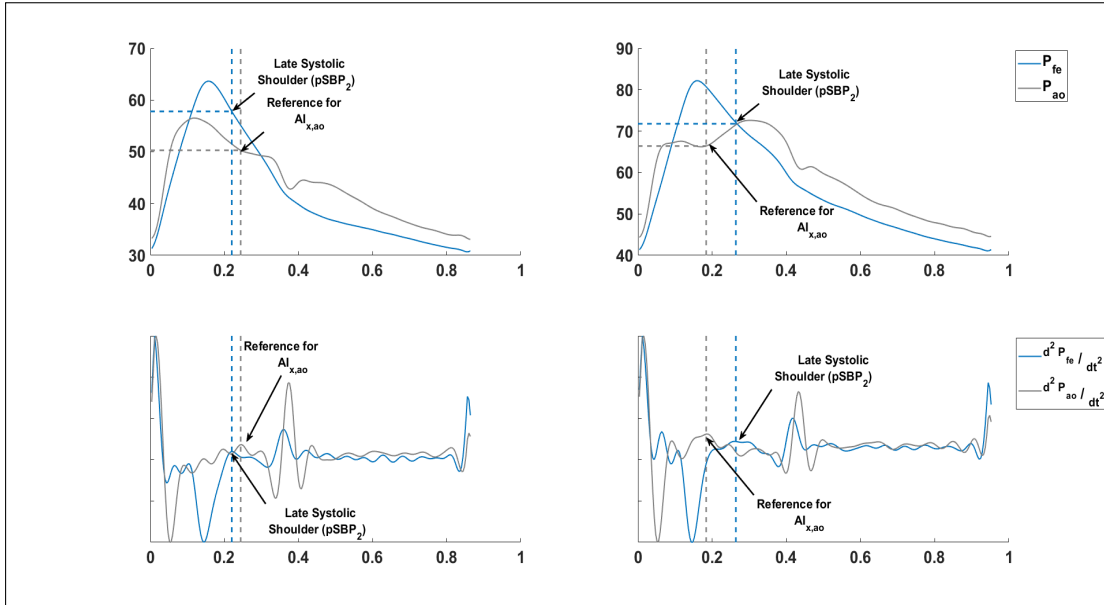 70
60
50
40
30
0
0.2
0.4
0.6
0.8
1
Late Systolic
Shoulder (pSBP2)
Reference for
AIx,ao
90
80
70
60
50
40
0
0.2
0.4
0.6
0.8
1
Late Systolic
Shoulder (pSBP2)
Reference for
AIx,ao
Pfe
Pao
Reference for
AIx,ao
Late Systolic
Shoulder (pSBP2)
0
0.2
0.4
0.6
0.8
1
Late Systolic
Shoulder (pSBP2)
Reference for
AIx,ao
0
0.2
0.4
0.6
0.8
1
d2 Pfe / dt2
d2 Pao / dt2